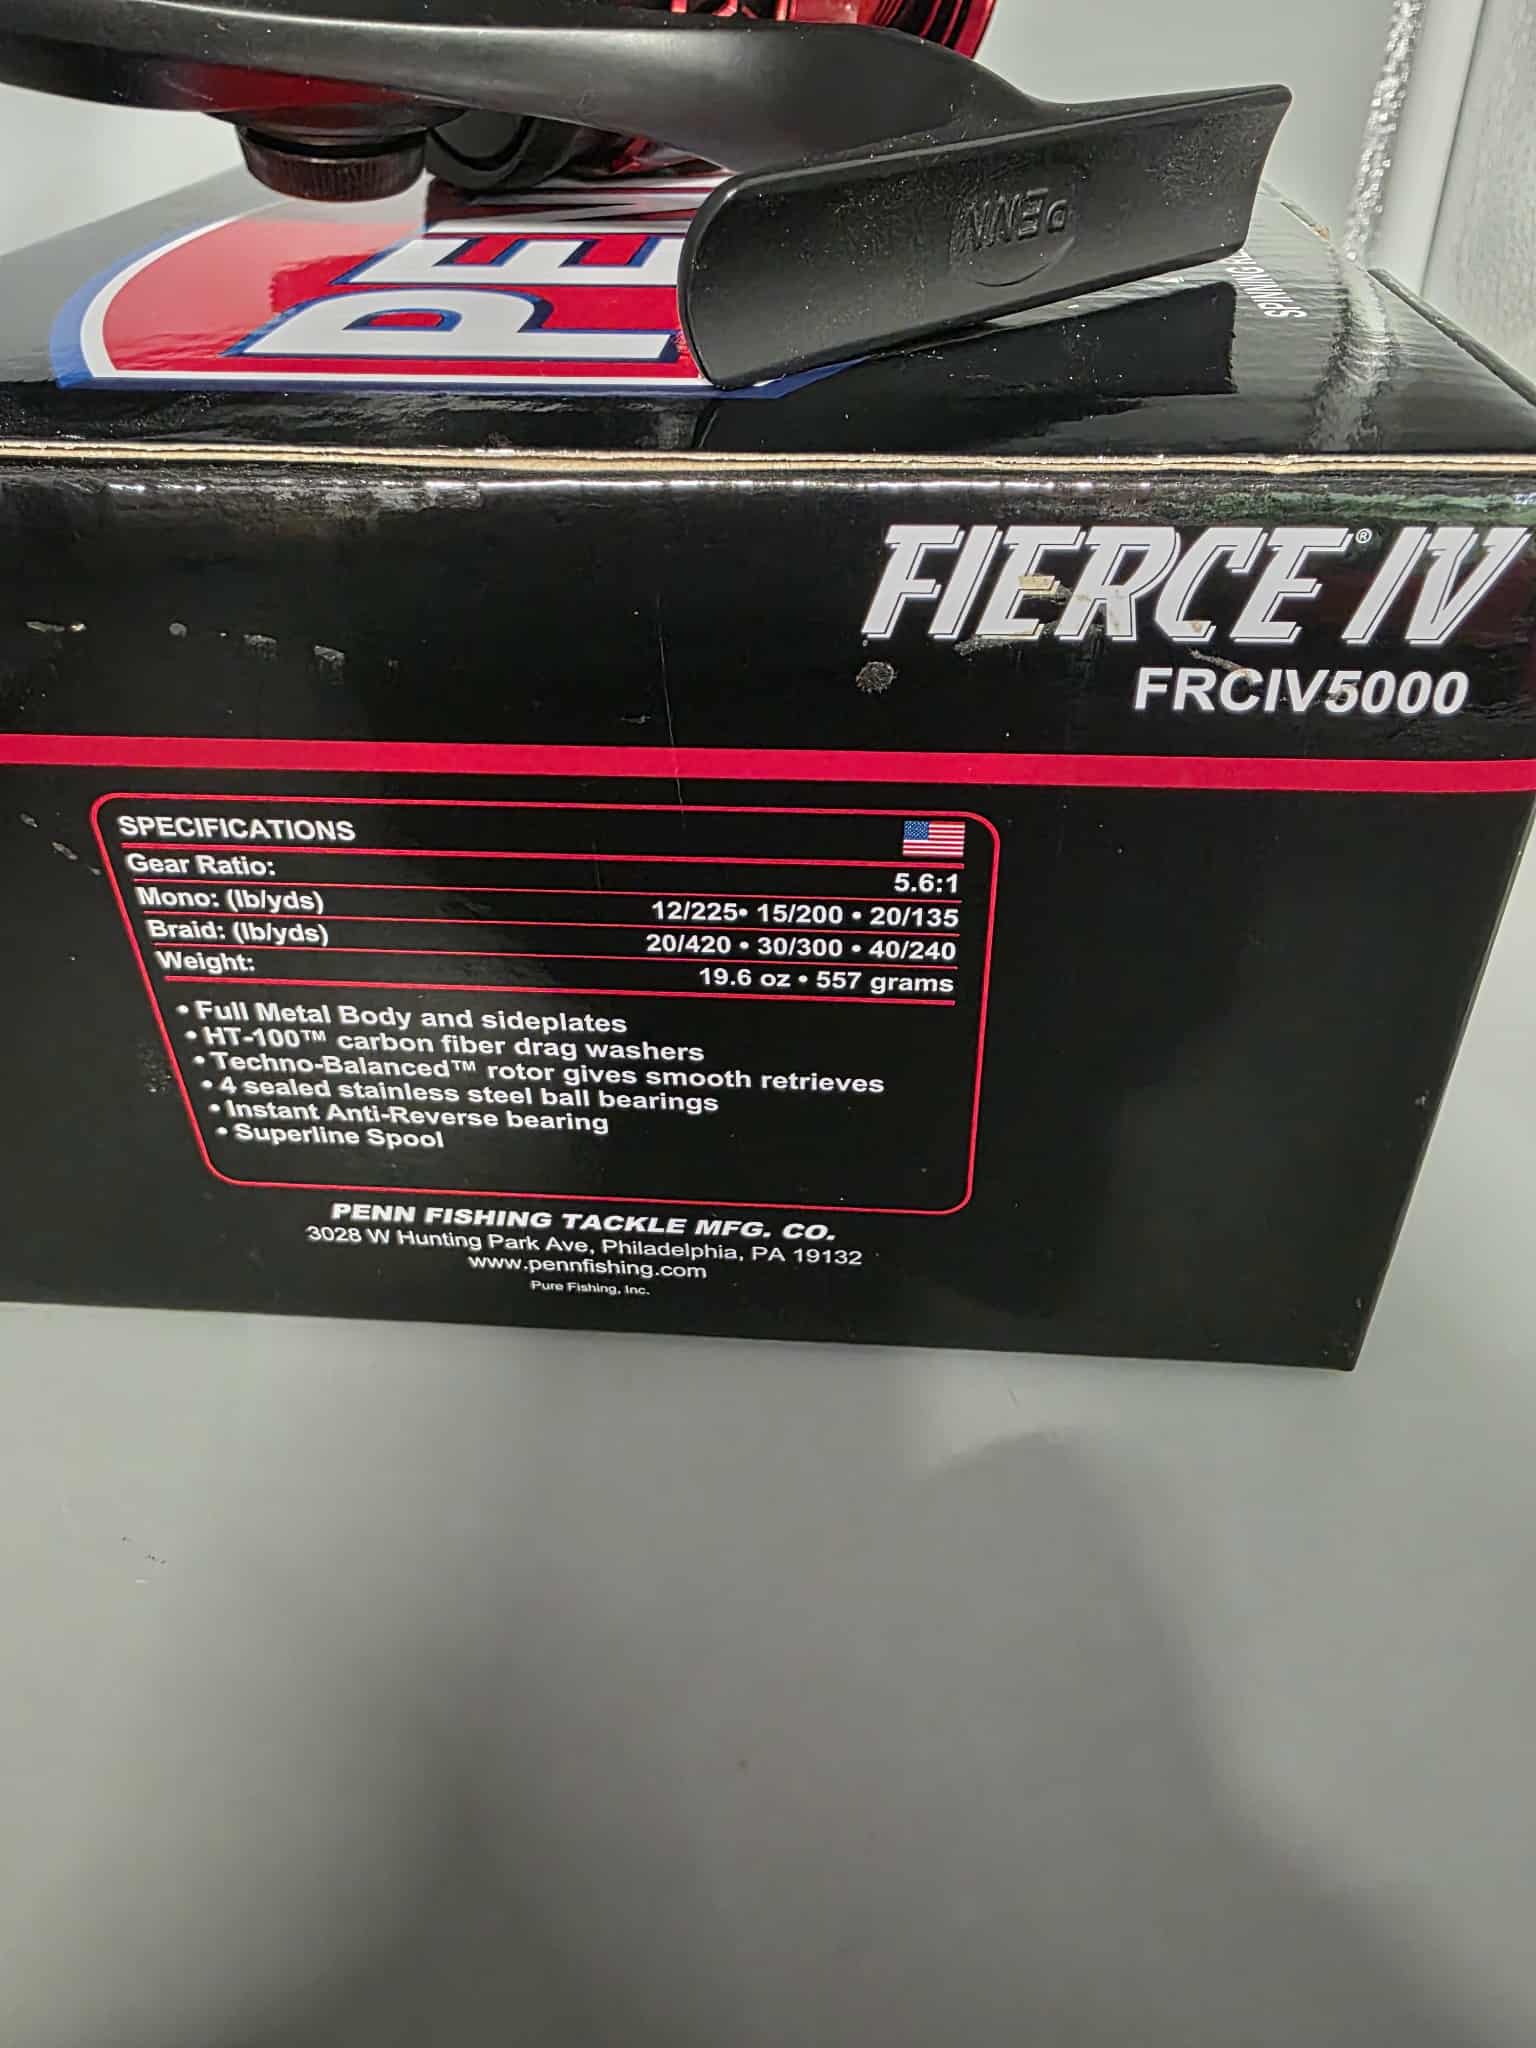 PENN
PEN
SPINNING
FIERCE® IV
FRCIV5000
SPECIFICATIONS
Gear Ratio: 5.6:1
Mono: (lb/yds) 12/225• 15/200 • 20/135
Braid: (lb/yds) 20/420 • 30/300 • 40/240
Weight: 19.6 oz • 557 grams
• Full Metal Body and sideplates
• HT-100™ carbon fiber drag washers
• Techno-Balanced™ rotor gives smooth retrieves
• 4 sealed stainless steel ball bearings
• Instant Anti-Reverse bearing
• Superline Spool
PENN FISHING TACKLE MFG. CO.
3028 W Hunting Park Ave, Philadelphia, PA 19132
www.pennfishing.com
Pure Fishing, Inc.